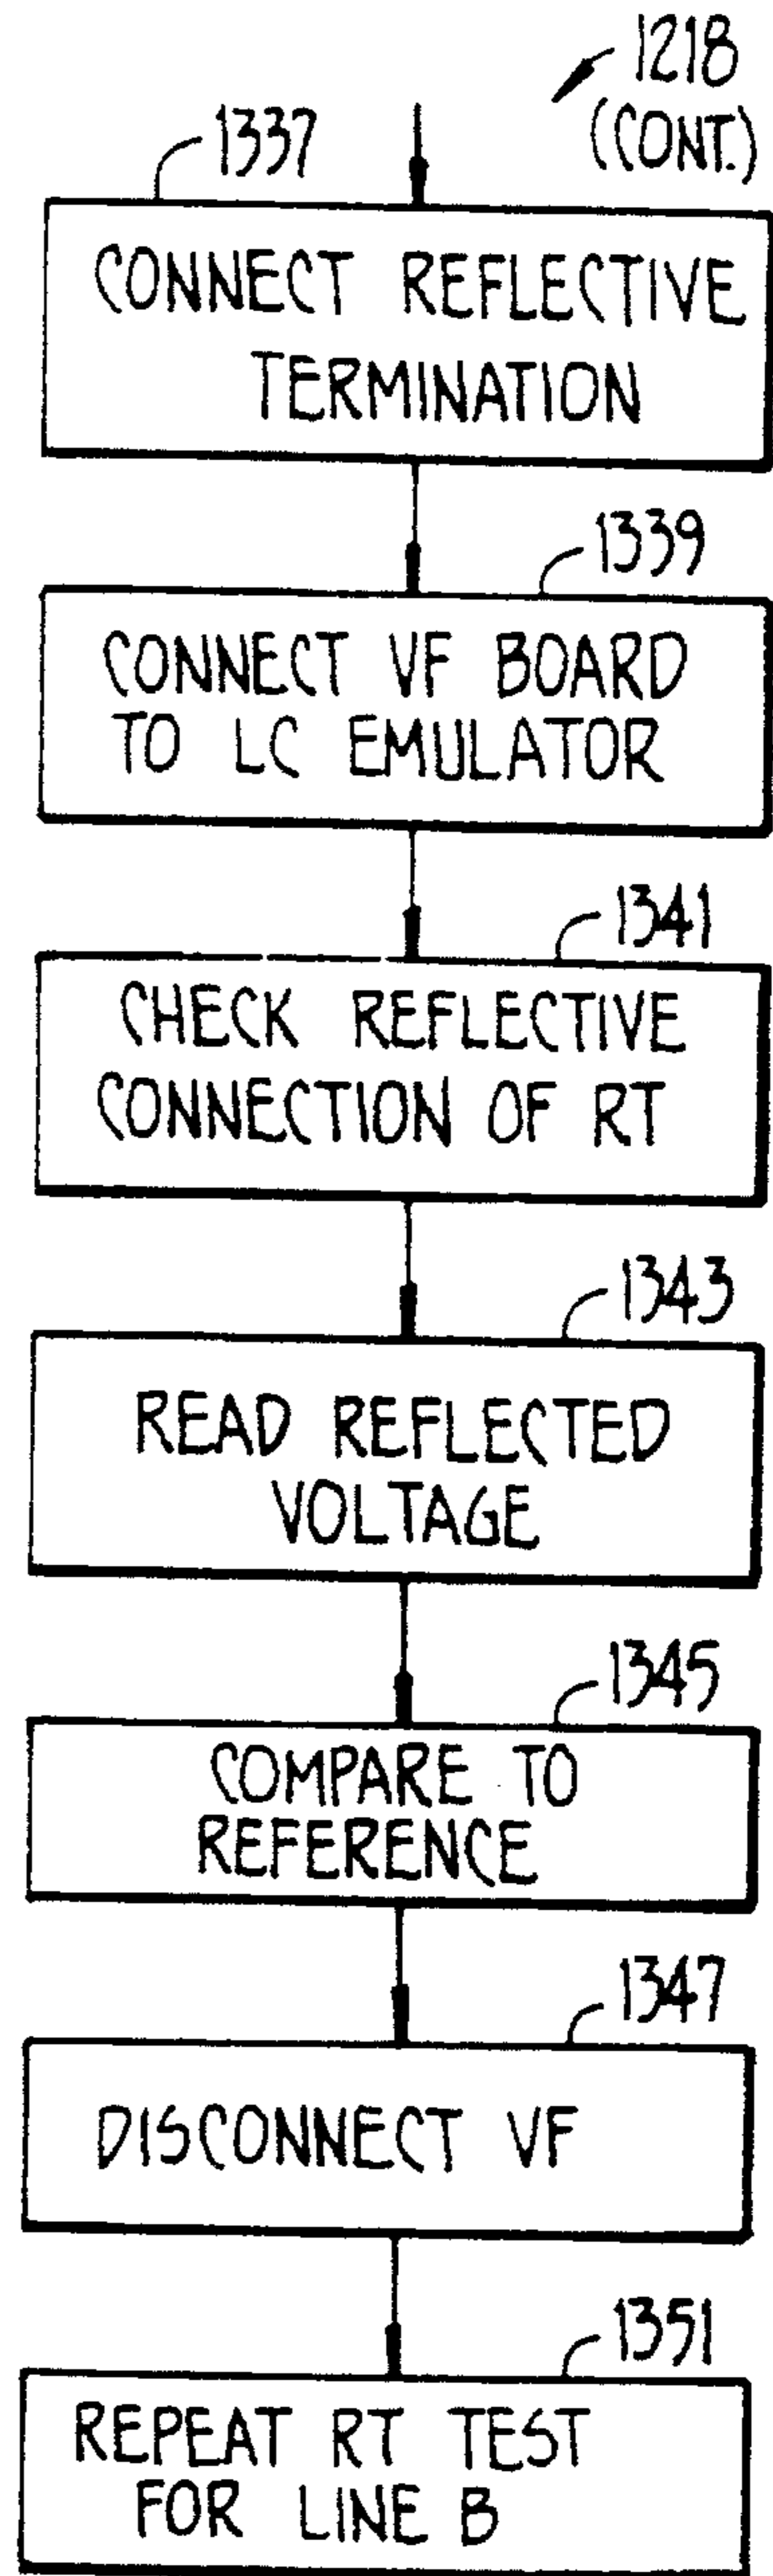 1218
(CONT.)
1337
CONNECT REFLECTIVE
TERMINATION
1339
CONNECT VF BOARD
TO LC EMULATOR
1341
CHECK REFLECTIVE
CONNECTION OF RT
1343
READ REFLECTED
VOLTAGE
1345
COMPARE TO
REFERENCE
1347
DISCONNECT VF
1351
REPEAT RT TEST
FOR LINE B